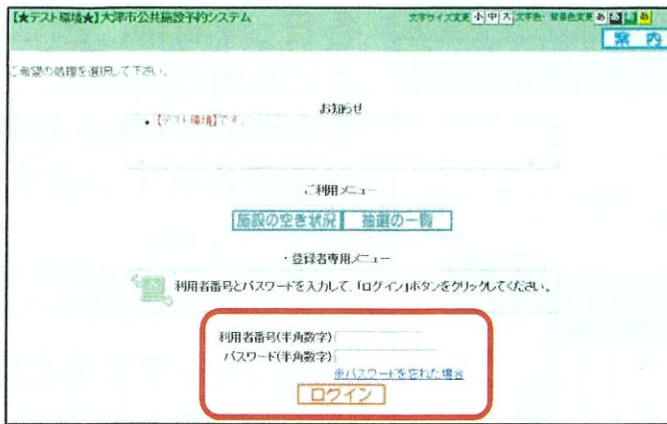 【★テスト環境★】大津市公共施設予約システム
文字サイズ変更 小 中 大 文字色・背景色変更 あ あ あ あ
案 内
ご希望の処理を選択して下さい。
お知らせ
・【テスト環境】です。
ご利用メニュー
施設の空き状況 抽選の一覧
・登録者専用メニュー
利用者番号とパスワードを入力して、「ログイン」ボタンをクリックしてください。
利用者番号(半角数字)
パスワード(半角数字)
※パスワードを忘れた場合
ログイン